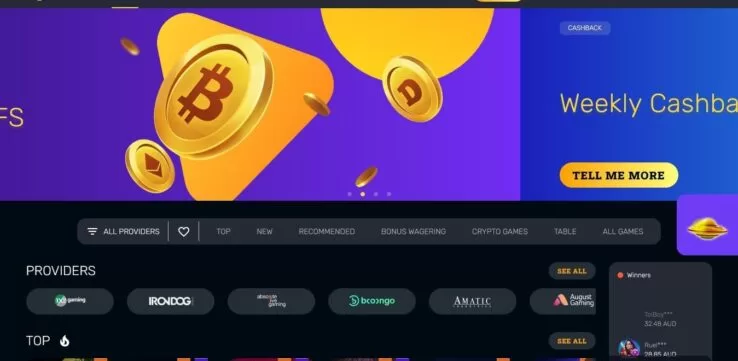 CASHBACK
FS
Weekly Cashba
TELL ME MORE
ALL PROVIDERS
TOP
NEW
RECOMMENDED
BONUS WAGERING
CRYPTO GAMES
TABLE
ALL GAMES
PROVIDERS
SEE ALL
Winners
gaming
IRONDOG
absolute
live
gaming
booongo
AMATIC
INDUSTRIES
August
Gaming
TolBoy***
32.48 AUD
TOP
SEE ALL
Ruel***
28.85 AUD